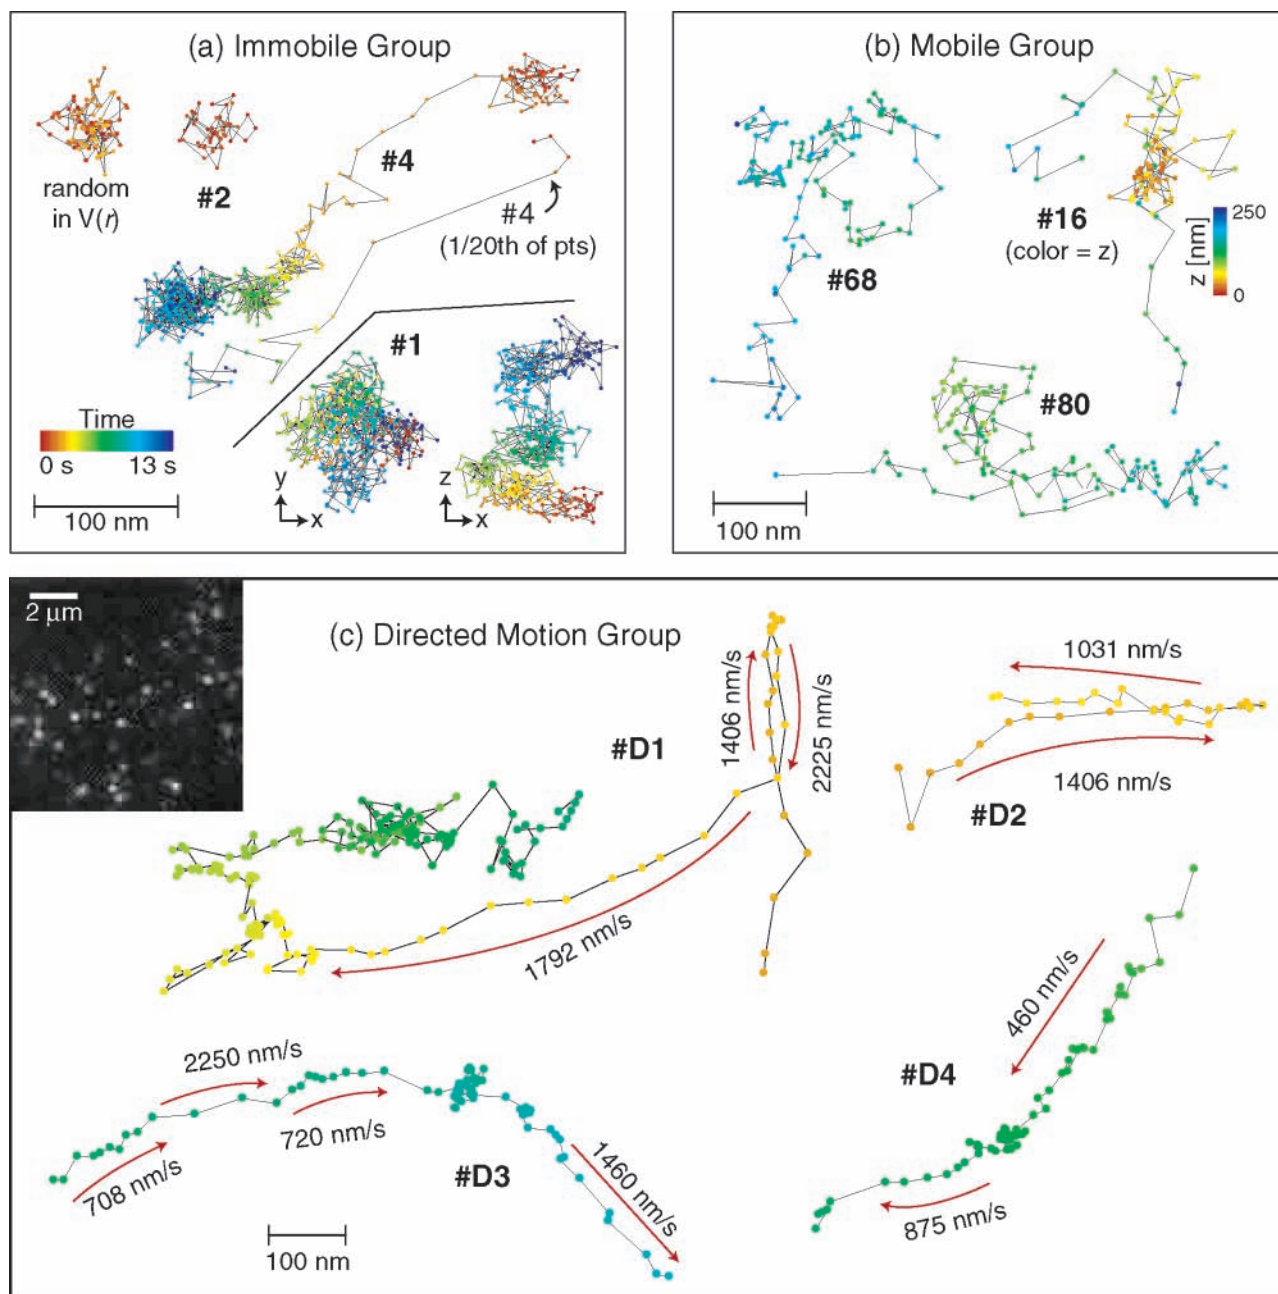 (a) Immobile Group
random
in V(r)
#2
#4
#4
(1/20th of pts)
#1
Time
0 s 13 s
100 nm
y
x
z
x
(b) Mobile Group
#68
#16
(color = z)
z [nm]
250
0
#80
100 nm
2 μm
(c) Directed Motion Group
#D1
1406 nm/s
2225 nm/s
1792 nm/s
1031 nm/s
1406 nm/s
#D2
2250 nm/s
708 nm/s
720 nm/s
#D3
1460 nm/s
100 nm
460 nm/s
#D4
875 nm/s